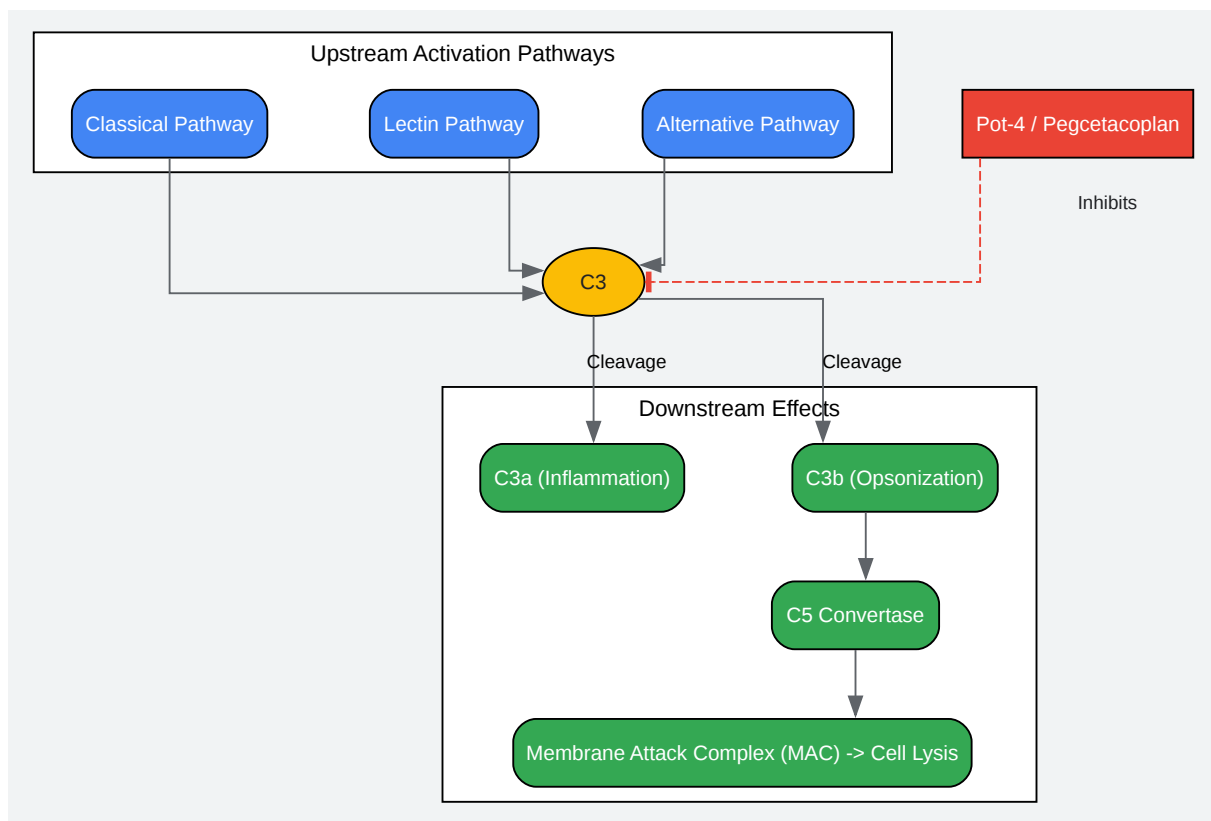 Upstream Activation Pathways
Classical Pathway
Lectin Pathway
Alternative Pathway
Pot-4 / Pegcetacoplan
Inhibits
C3
Cleavage
Cleavage
Downstream Effects
C3a (Inflammation)
C3b (Opsonization)
C5 Convertase
Membrane Attack Complex (MAC) -> Cell Lysis